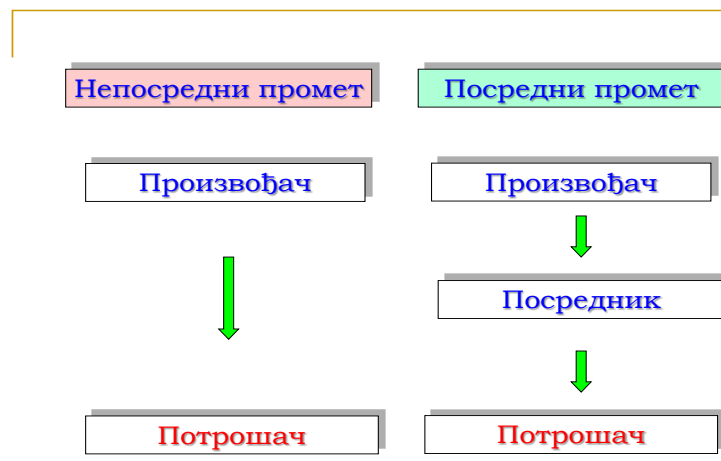 Непосредни промет
Посредни промет
Произвођач
Произвођач
Посредник
Потрошач
Потрошач